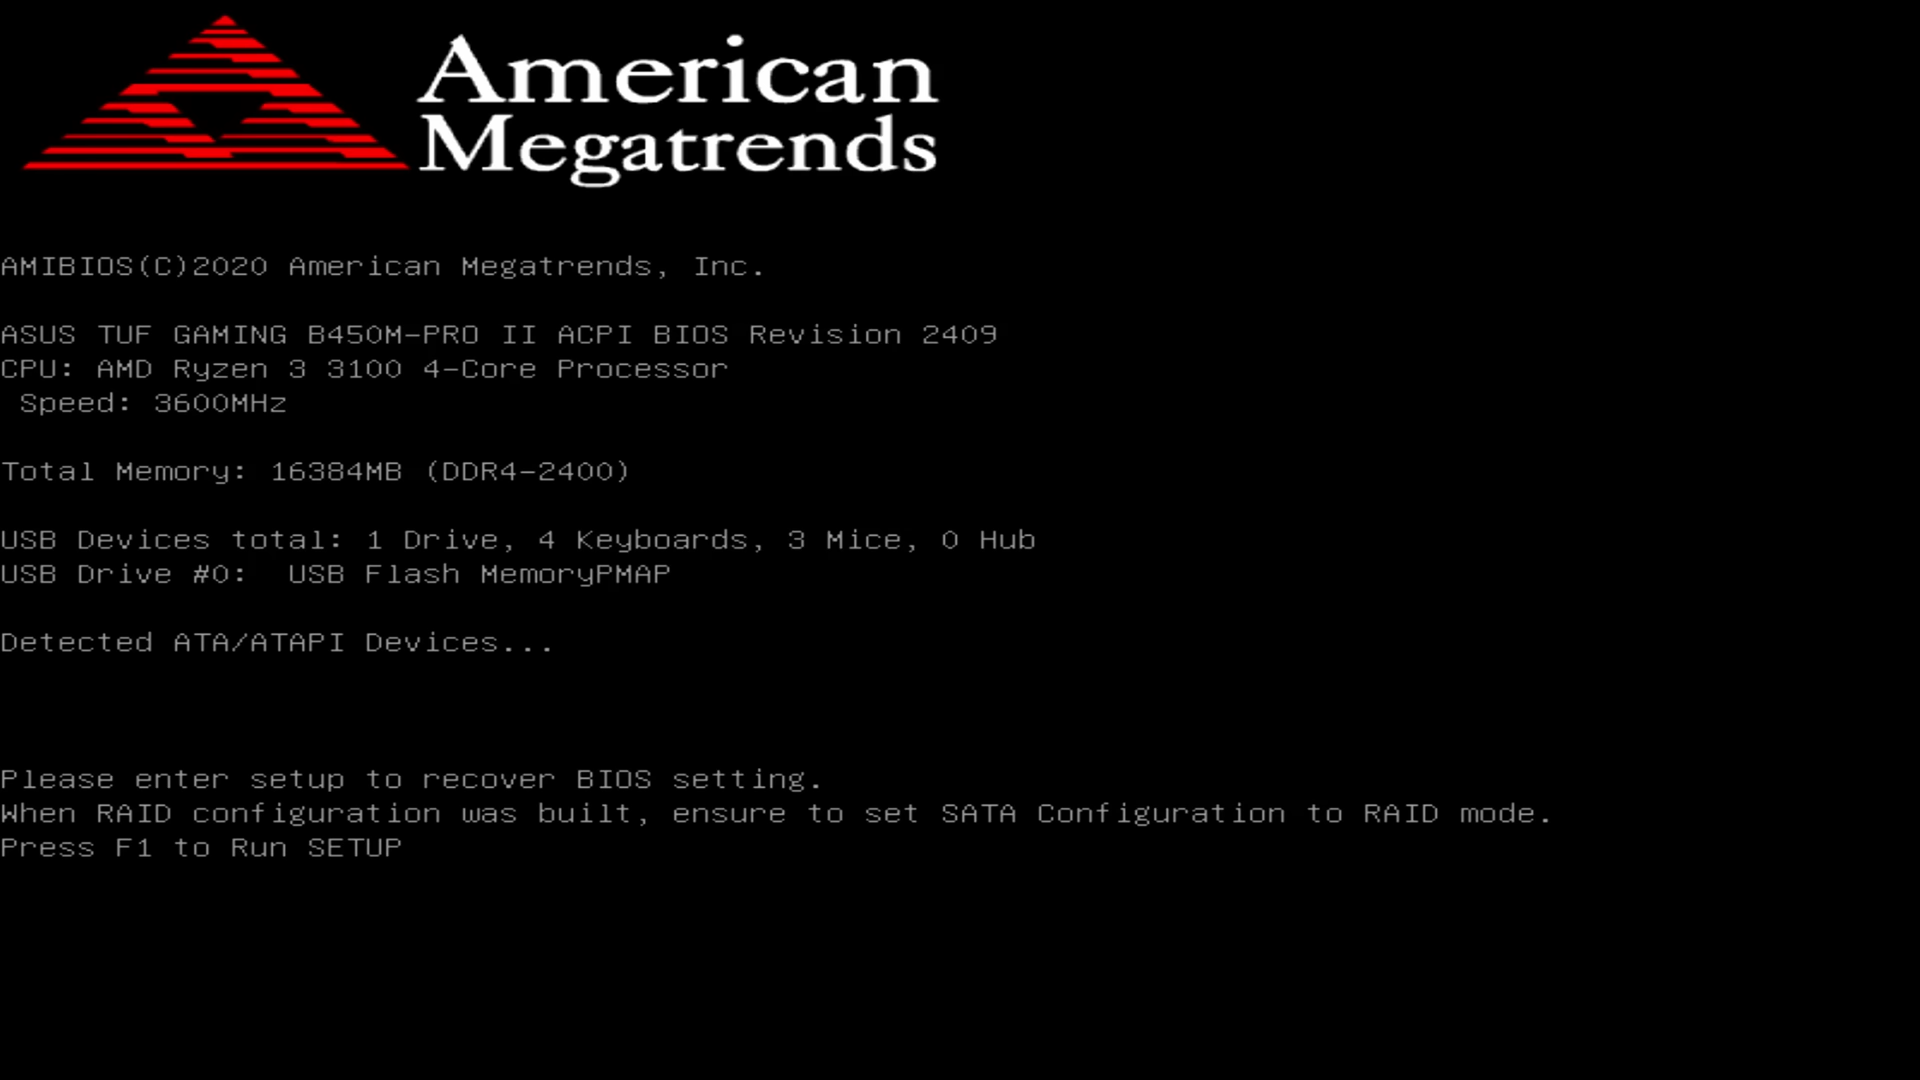 American
Megatrends
AMIBIOS(C)2020 American Megatrends, Inc.
ASUS TUF GAMING B450M-PRO II ACPI BIOS Revision 2409
CPU: AMD Ryzen 3 3100 4-Core Processor
Speed: 3600MHz
Total Memory: 16384MB (DDR4-2400)
USB Devices total: 1 Drive, 4 Keyboards, 3 Mice, 0 Hub
USB Drive #0: USB Flash MemoryPMAP
Detected ATA/ATAPI Devices...
Please enter setup to recover BIOS setting.
When RAID configuration was built, ensure to set SATA Configuration to RAID mode.
Press F1 to Run SETUP